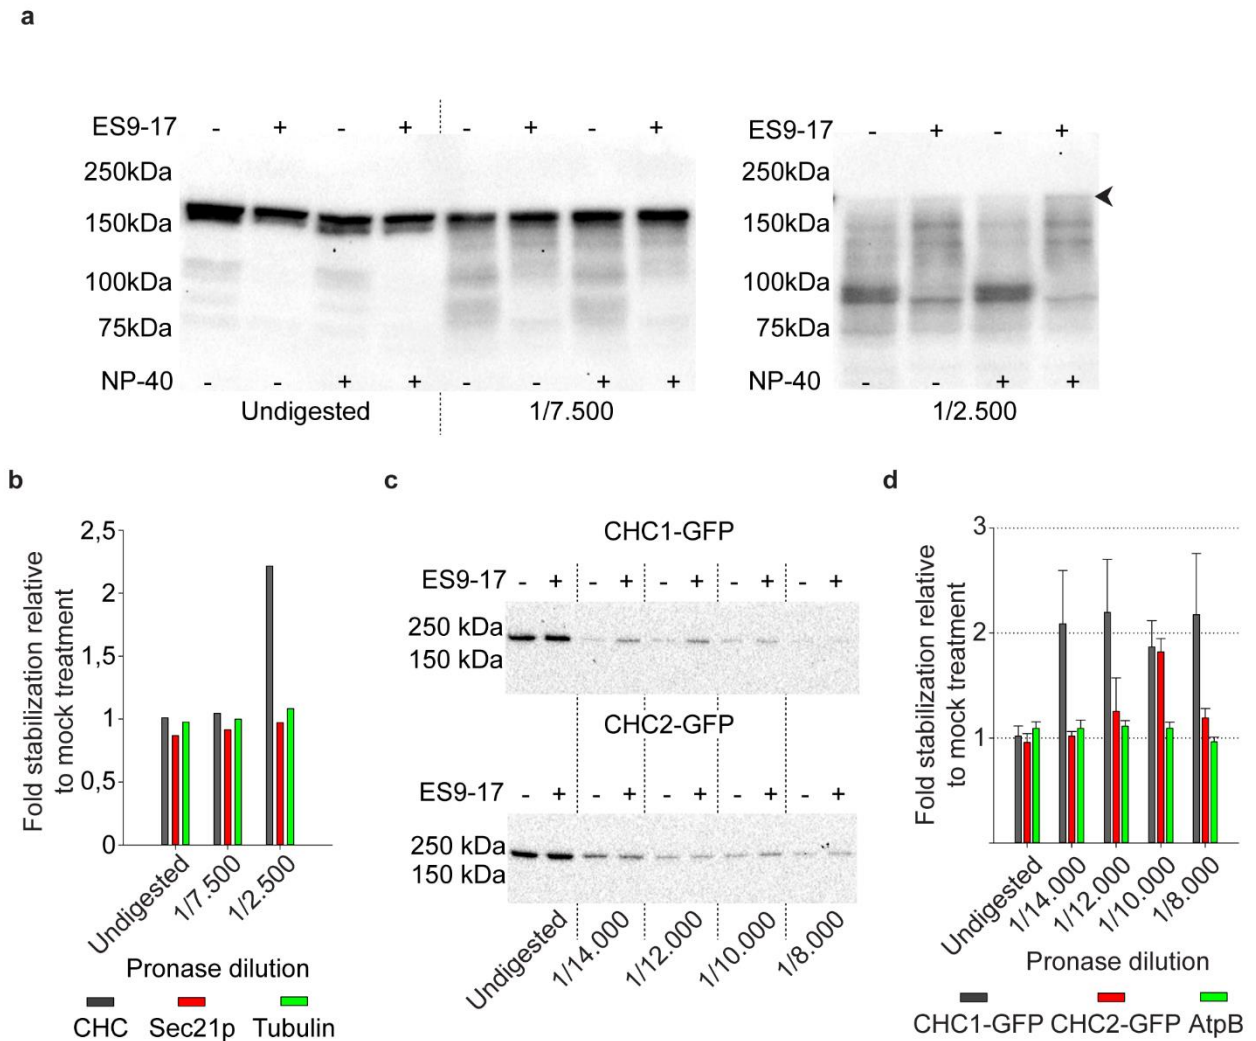 a
ES9-17 - + - + - + - +
250kDa
150kDa
100kDa
75kDa
NP-40 - - + + - - + +
Undigested 1/7.500
ES9-17 - + - +
250kDa
150kDa
100kDa
75kDa
NP-40 - - + +
1/2.500
b
Fold stabilization relative
to mock treatment
2,5
2
1,5
1
0,5
0
Undigested
1/7.500
1/2.500
Pronase dilution
CHC Sec21p Tubulin
c
CHC1-GFP
ES9-17 - + - + - + - + - +
250 kDa
150 kDa
CHC2-GFP
ES9-17 - + - + - + - + - +
250 kDa
150 kDa
Undigested
1/14.000
1/12.000
1/10.000
1/8.000
d
Fold stabilization relative
to mock treatment
3
2
1
Undigested
1/14.000
1/12.000
1/10.000
1/8.000
Pronase dilution
CHC1-GFP CHC2-GFP AtpB